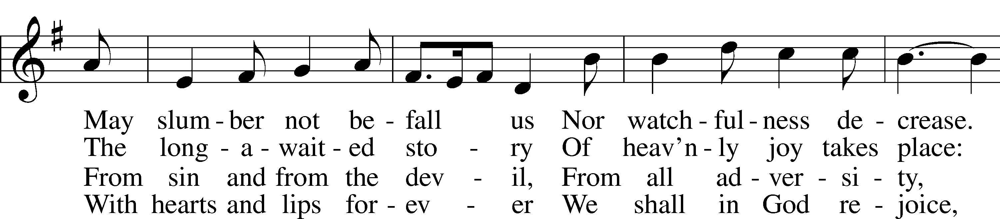 May slum - ber not be - fall us Nor watch - ful - ness de - crease.
The long - a - wait - ed sto - ry Of heav'n - ly joy takes place:
From sin and from the dev - il, From all ad - ver - si - ty,
With hearts and lips for - ev - er We shall in God re - joice,